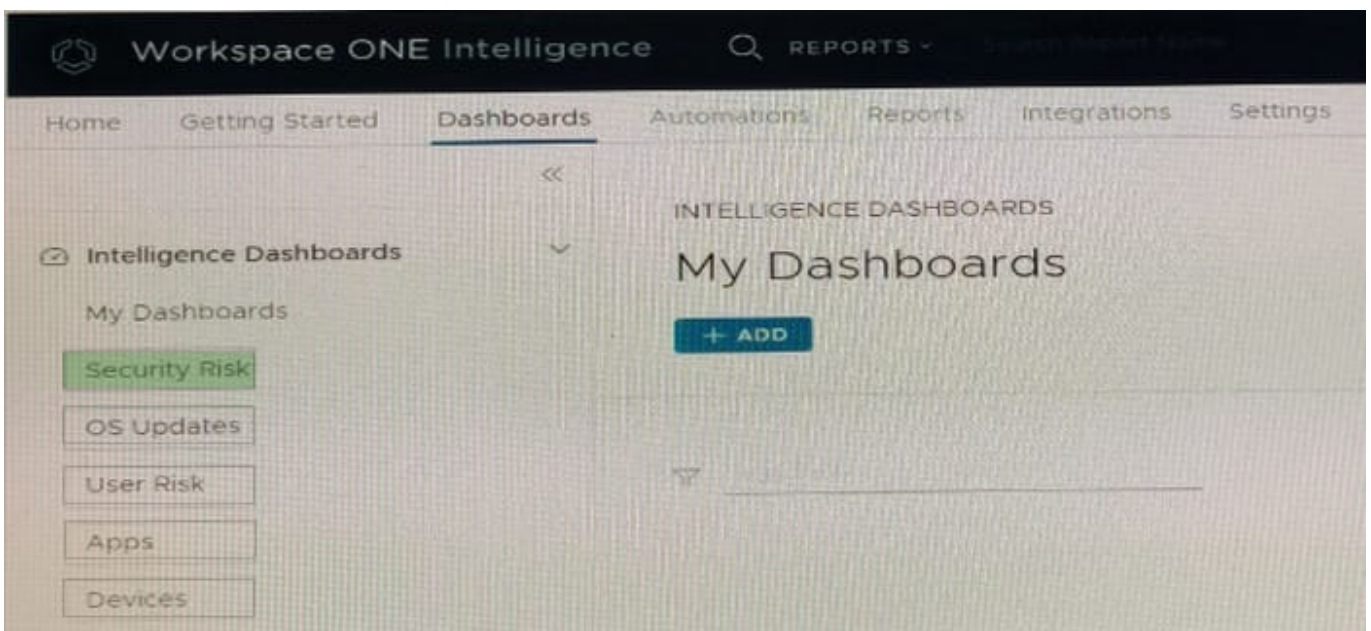 Workspace ONE Intelligence REPORTS
Home Getting Started Dashboards Automations Reports Integrations Settings
INTELLIGENCE DASHBOARDS
Intelligence Dashboards
My Dashboards
My Dashboards
+ ADD
Security Risk
OS Updates
User Risk
Apps
Devices